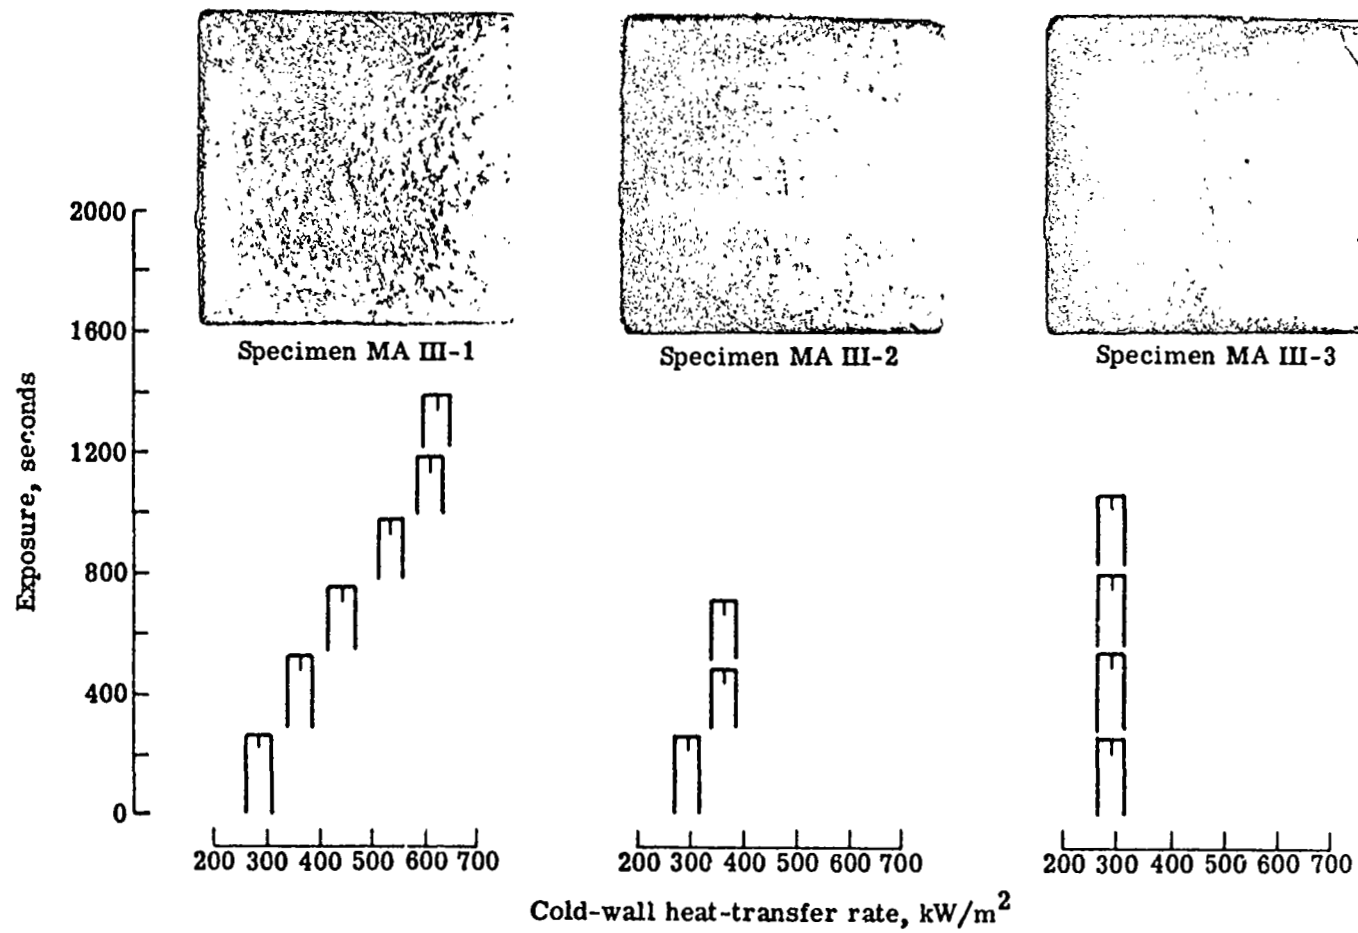 Specimen MA III-1
Specimen MA III-2
Specimen MA III-3
Exposure, seconds
2000
1600
1200
800
400
0
200 300 400 500 600 700
200 300 400 500 600 700
200 300 400 500 600 700
Cold-wall heat-transfer rate, kW/m2